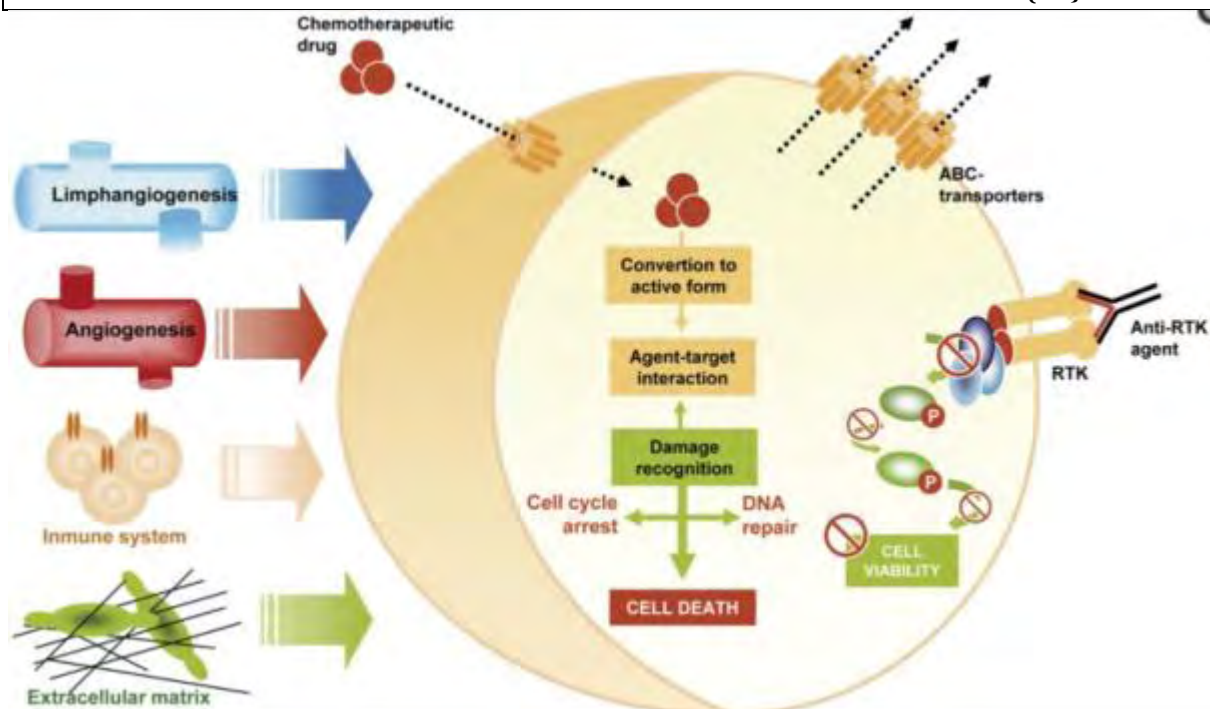 Chemotherapeutic
drug
Limphangiogenesis
ABC-
transporters
Convertion to
active form
Angiogenesis
Agent-target
interaction
Anti-RTK
agent
RTK
P
Damage
recognition
P
Cell cycle
arrest
DNA
repair
Inmune system
CELL
VIABILITY
CELL DEATH
Extracellular matrix